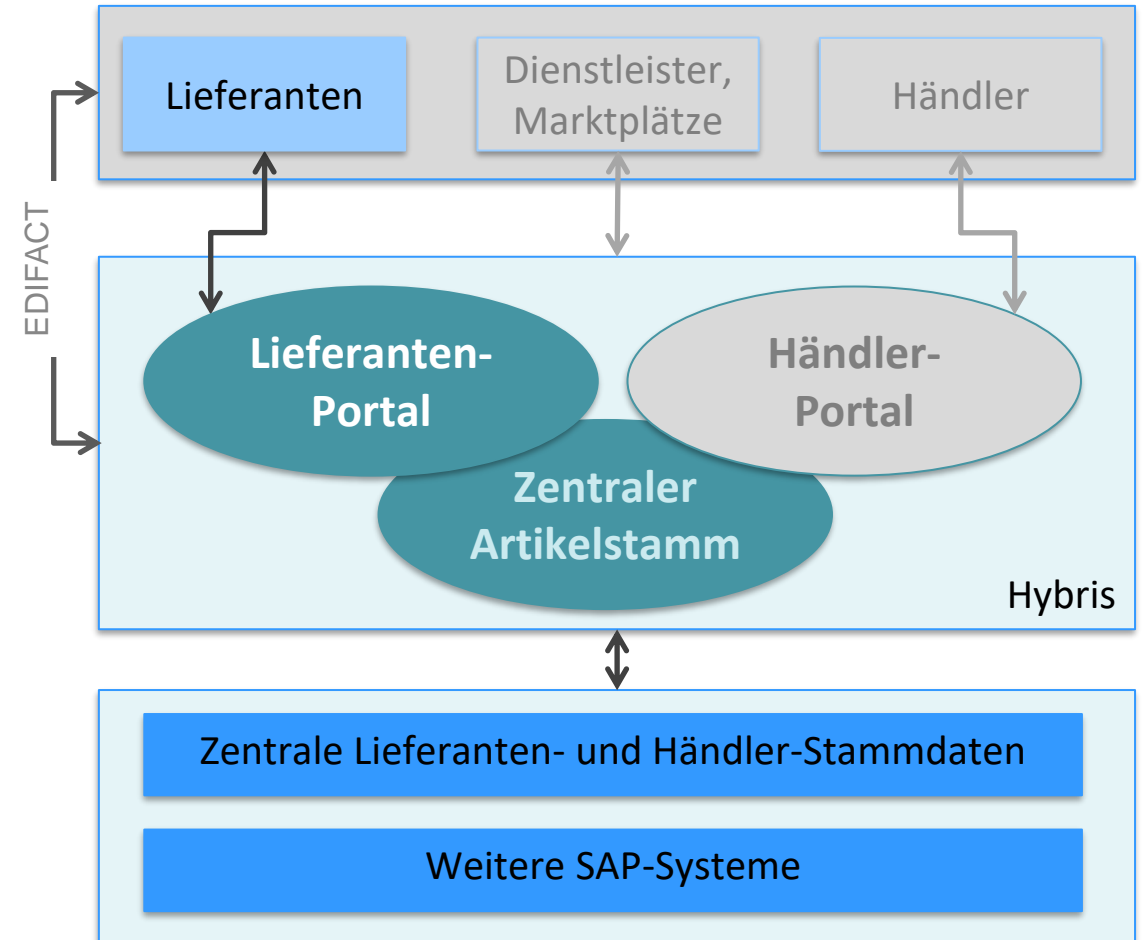 Lieferanten
Dienstleister,
Marktplätze
Händler
EDIFACT
Lieferanten-
Portal
Händler-
Portal
Zentraler
Artikelstamm
Hybris
Zentrale Lieferanten- und Händler-Stammdaten
Weitere SAP-Systeme